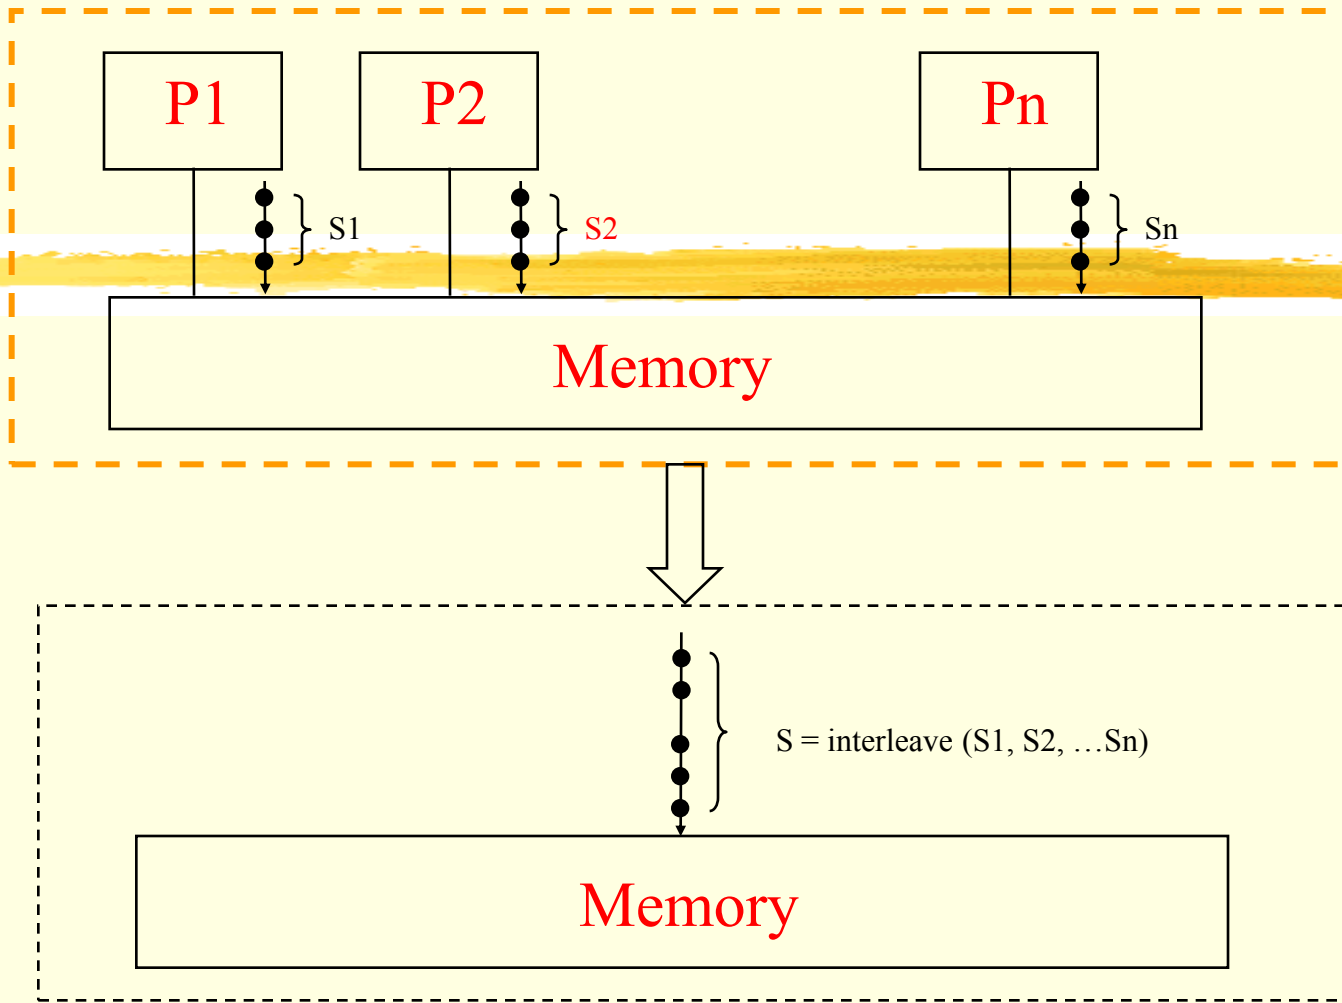 P1
P2
Pn
S1
S2
Sn
Memory
S = interleave (S1, S2, …Sn)
Memory